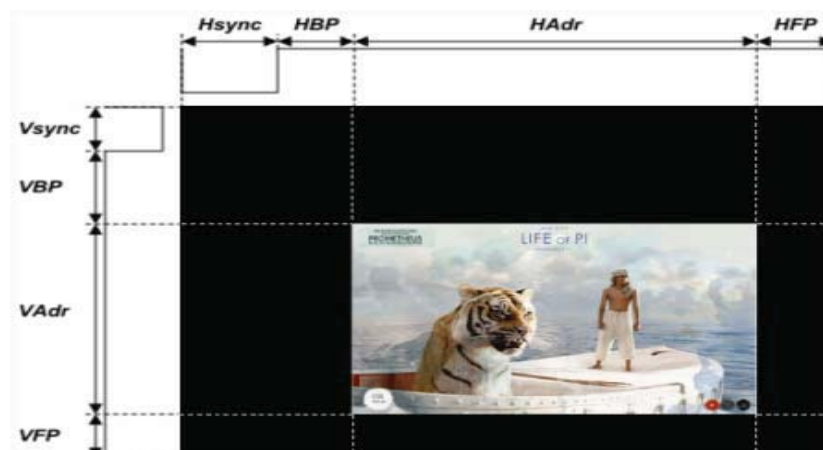 Hsync HBP HAdr HFP
Vsync
VBP
PROMETHEUS
LIFE OF PI
VAdr
VFP